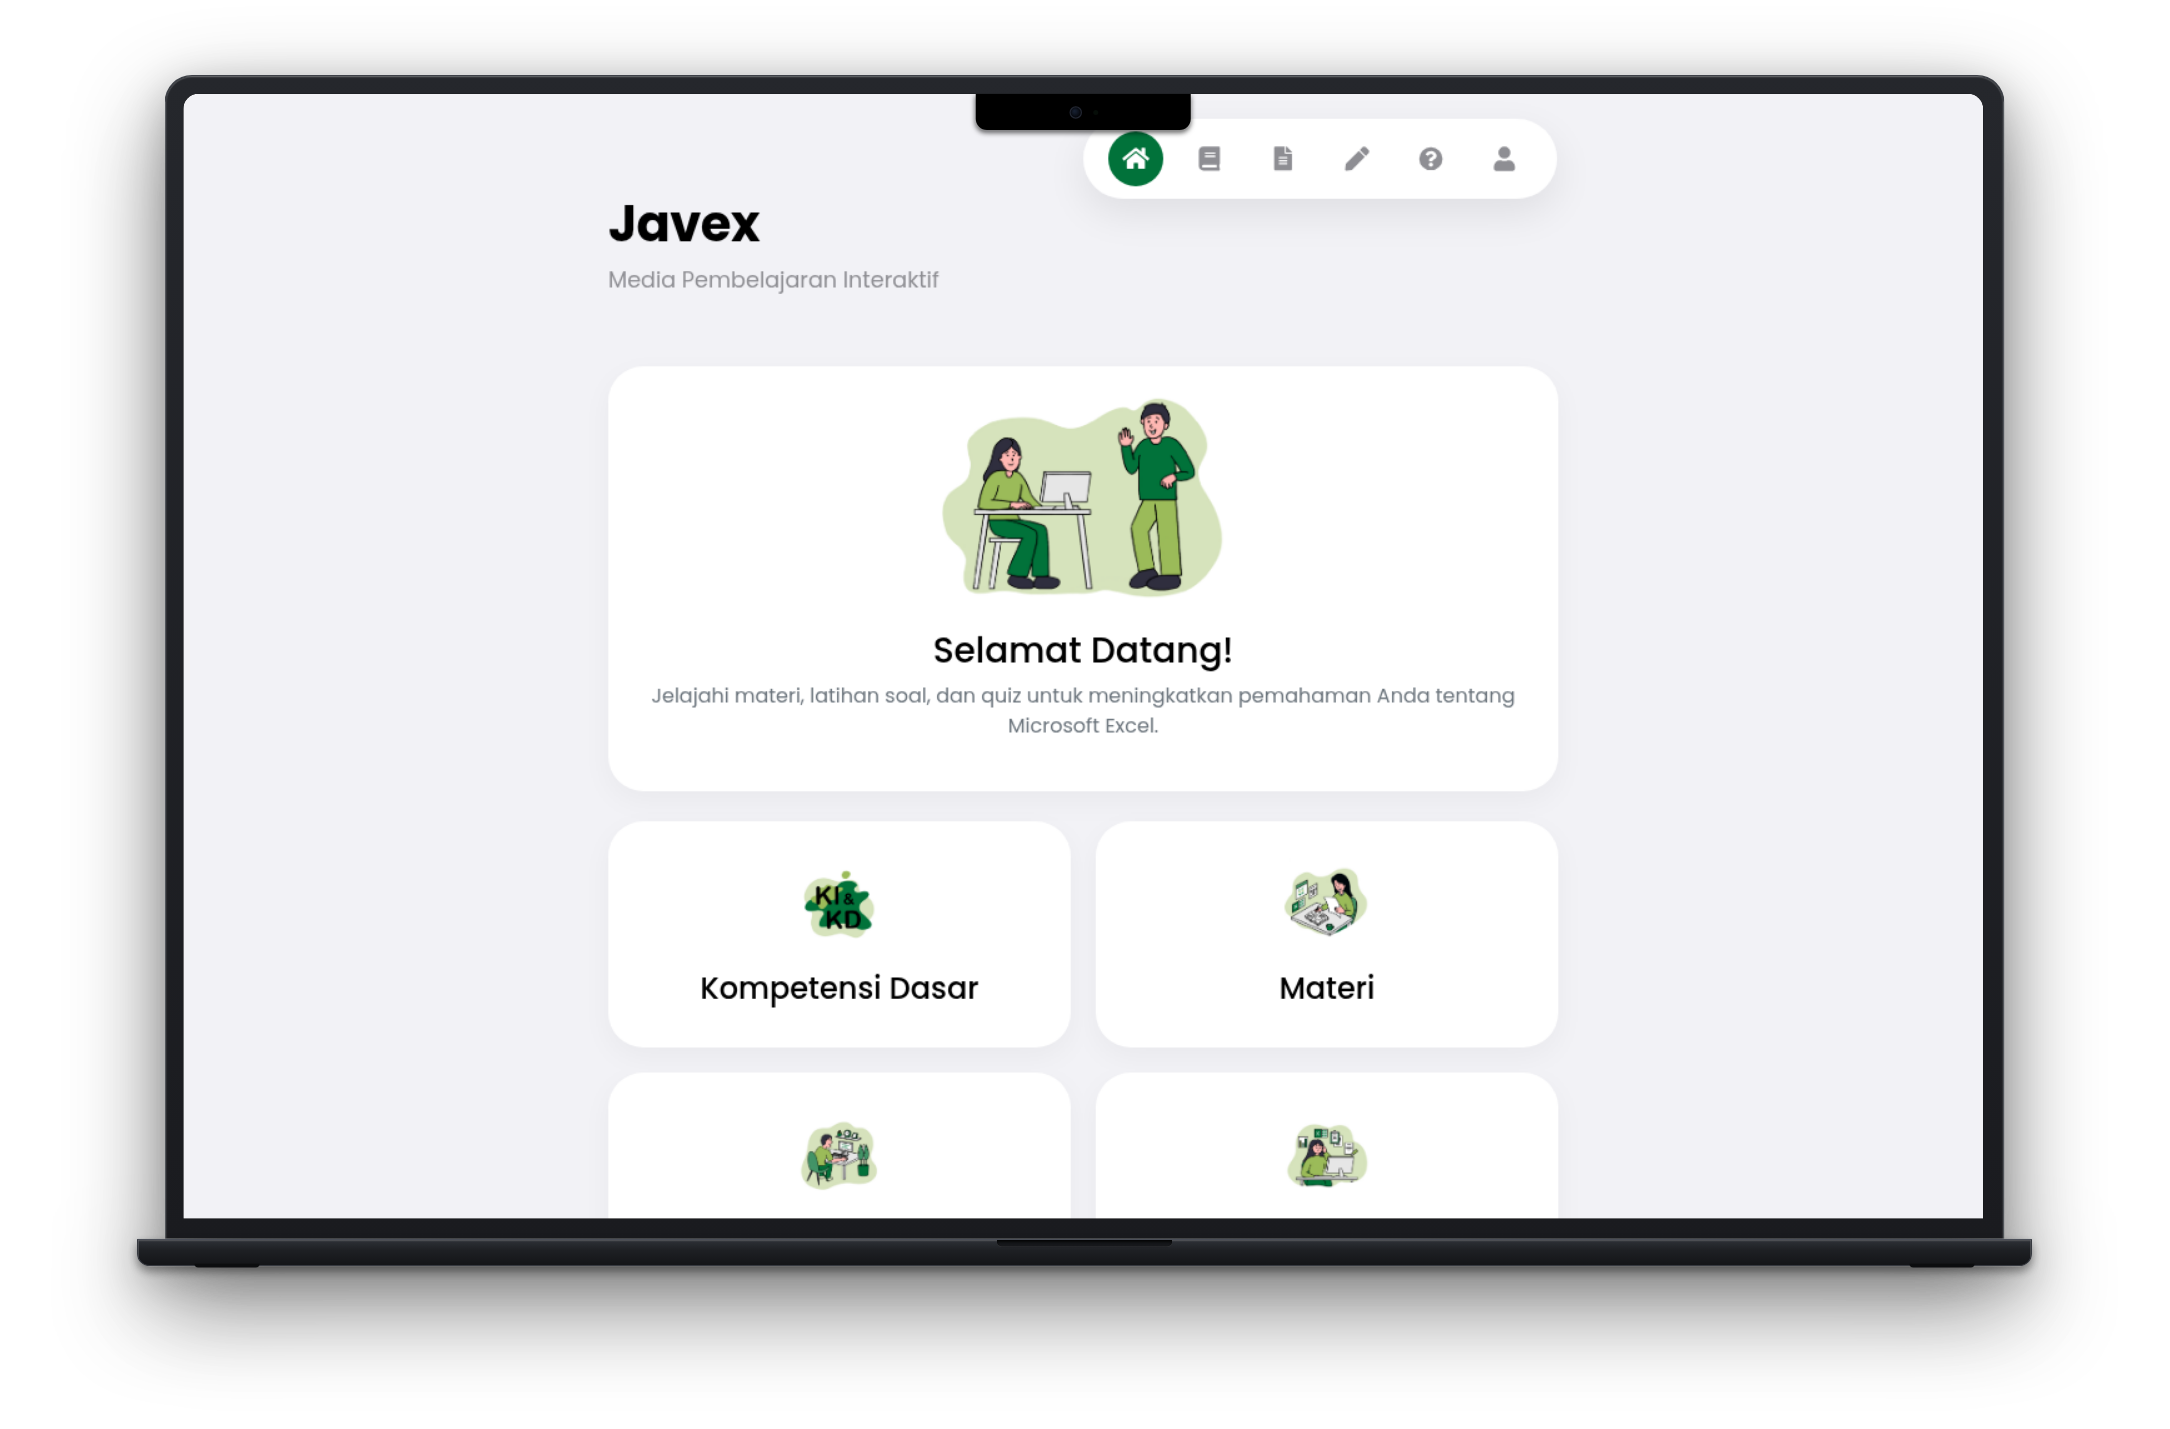 Javex
Media Pembelajaran Interaktif
Selamat Datang!
Jelajahi materi, latihan soal, dan quiz untuk meningkatkan pemahaman Anda tentang
Microsoft Excel.
KI &
KD
Kompetensi Dasar
Materi